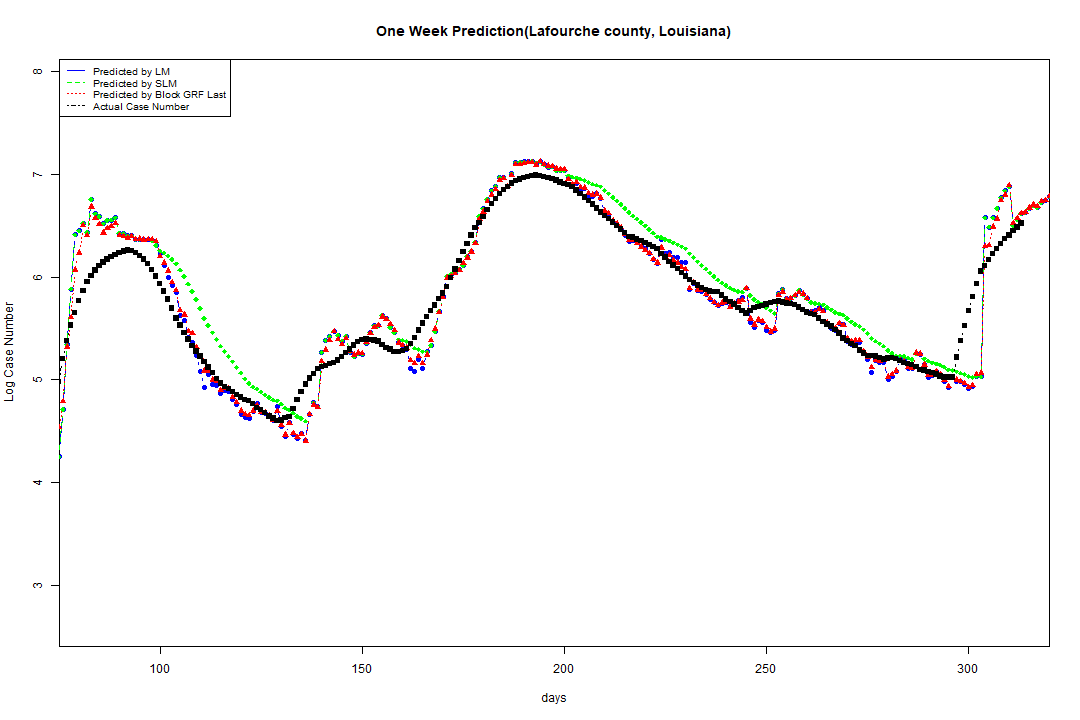 One Week Prediction(Lafourche county, Louisiana)
Predicted by LM
Predicted by SLM
Predicted by Block GRF Last
Actual Case Number
8
7
6
5
4
3
Log Case Number
100 150 200 250 300
days